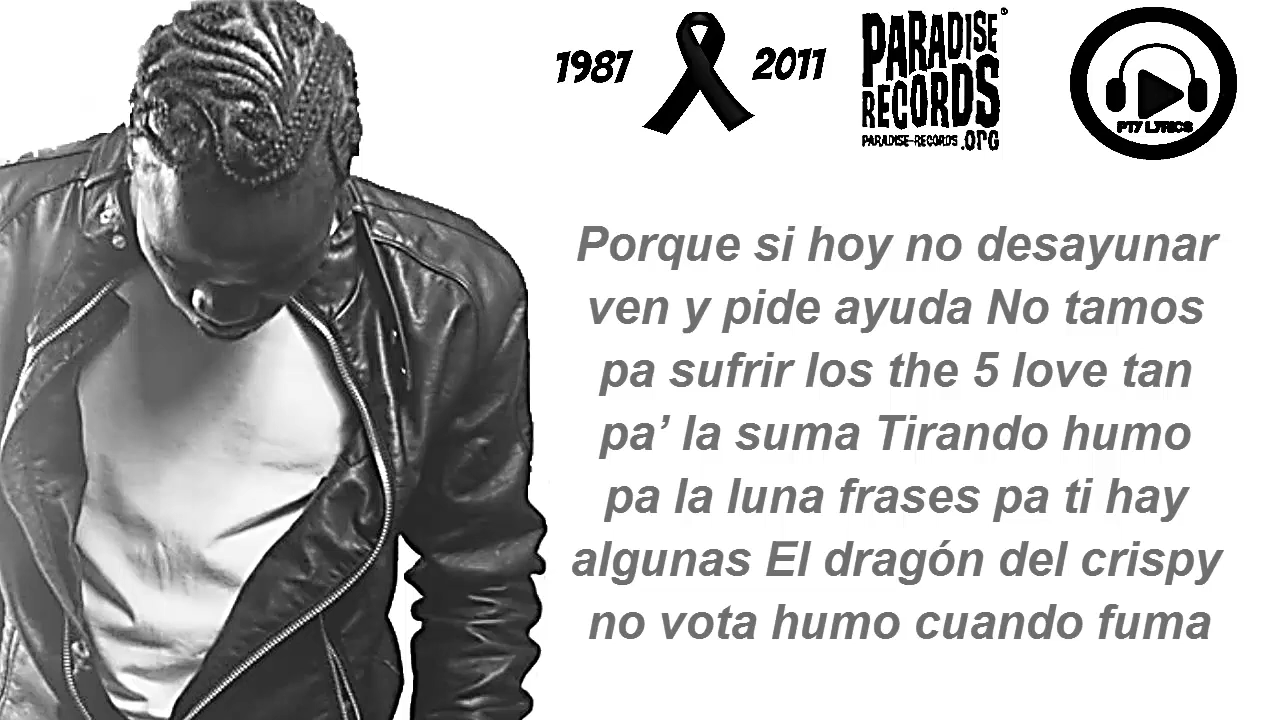 1987
2011
PARADISE
RECORDS
PARADISE-RECORDS.org
PTY LYRICS
Porque si hoy no desayunar
ven y pide ayuda No tamos
pa sufrir los the 5 love tan
pa’ la suma Tirando humo
pa la luna frases pa ti hay
algunas El dragón del crispy
no vota humo cuando fuma